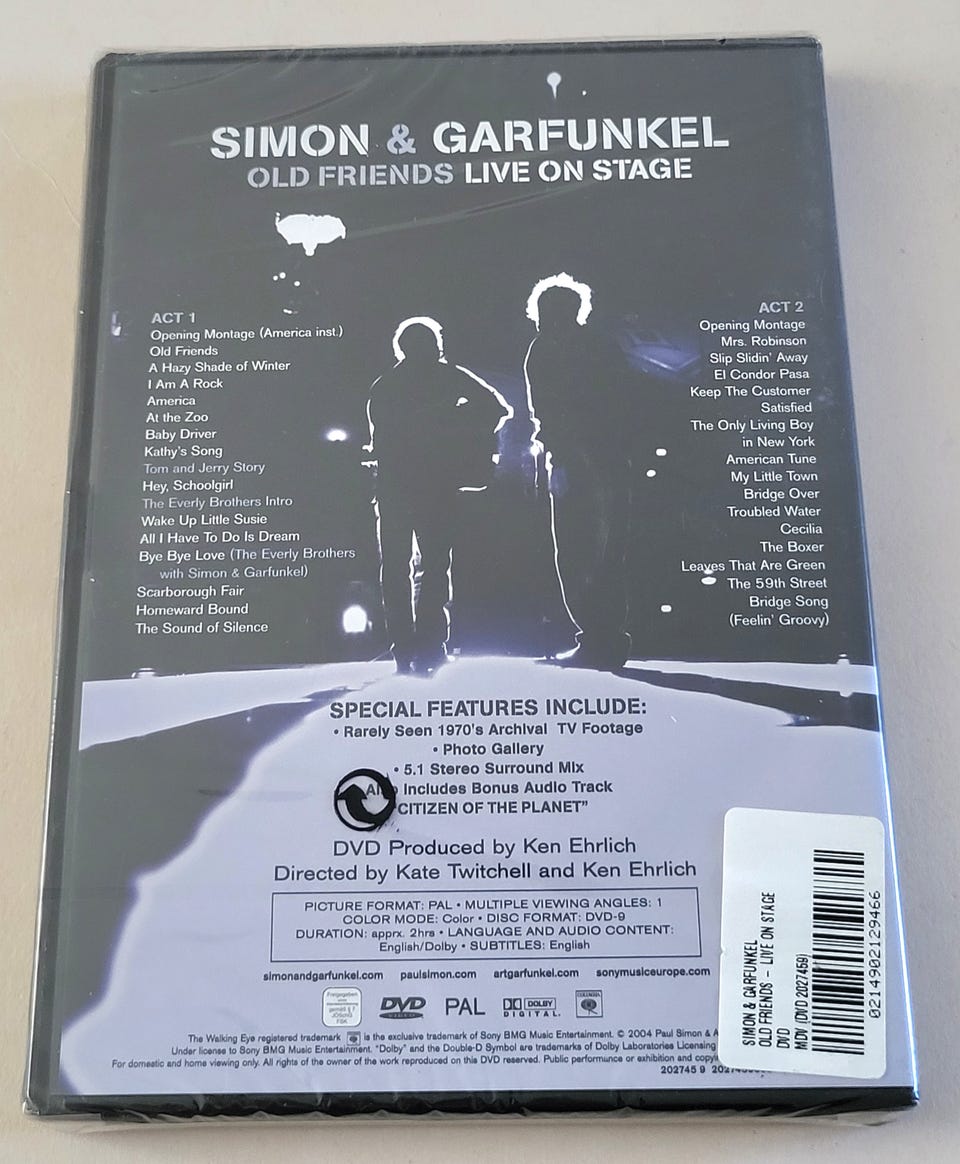 SIMON & GARFUNKEL
OLD FRIENDS LIVE ON STAGE
ACT 1
Opening Montage (America inst.)
Old Friends
A Hazy Shade of Winter
I Am A Rock
America
At the Zoo
Baby Driver
Kathy's Song
Tom and Jerry Story
Hey, Schoolgirl
The Everly Brothers Intro
Wake Up Little Susie
All I Have To Do Is Dream
Bye Bye Love (The Everly Brothers
with Simon & Garfunkel)
Scarborough Fair
Homeward Bound
The Sound of Silence
ACT 2
Opening Montage
Mrs. Robinson
Slip Slidin' Away
El Condor Pasa
Keep The Customer
Satisfied
The Only Living Boy
in New York
American Tune
My Little Town
Bridge Over
Troubled Water
Cecilia
The Boxer
Leaves That Are Green
The 59th Street
Bridge Song
(Feelin' Groovy)
SPECIAL FEATURES INCLUDE:
• Rarely Seen 1970's Archival TV Footage
• Photo Gallery
• 5.1 Stereo Surround Mix
Includes Bonus Audio Track
CITIZEN OF THE PLANET"
DVD Produced by Ken Ehrlich
Directed by Kate Twitchell and Ken Ehrlich
PICTURE FORMAT: PAL • MULTIPLE VIEWING ANGLES: 1
COLOR MODE: Color • DISC FORMAT: DVD-9
DURATION: apprx. 2hrs • LANGUAGE AND AUDIO CONTENT:
English/Dolby • SUBTITLES: English
simonandgarfunkel.com paulsimon.com artgarfunkel.com sonymusiceurope.com
Freigegeben
gemäß § 7
JÖSchG
FSK
DVD
VIDEO
PAL
DOLBY
DIGITAL
COLUMBIA
The Walking Eye registered trademark is the exclusive trademark of Sony BMG Music Entertainment. © 2004 Paul Simon & A
Under license to Sony BMG Music Entertainment. "Dolby" and the Double-D Symbol are trademarks of Dolby Laboratories Licensing
For domestic and home viewing only. All rights of the owner of the work reproduced on this DVD reserved. Public performance or exhibition and copyi
202745 9
SIMON & GARFUNKEL
OLD FRIENDS - LIVE ON STAGE
DVD
MDV (DVD 2027459)
0214902129466